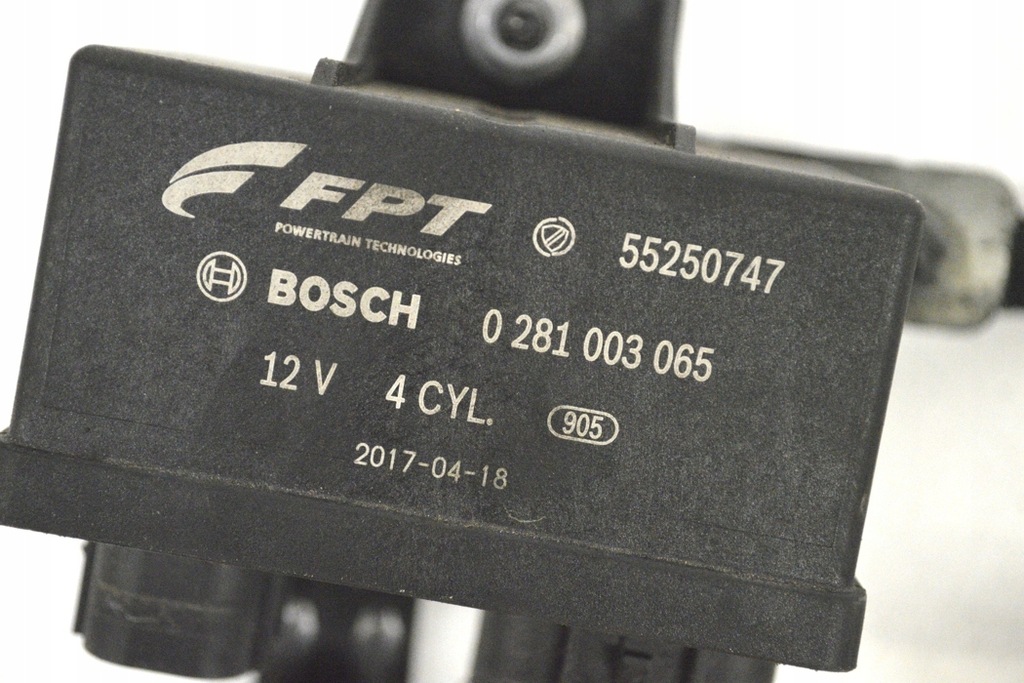 FPT
POWERTRAIN TECHNOLOGIES
55250747
BOSCH
0 281 003 065
12 V 4 CYL.
905
2017-04-18